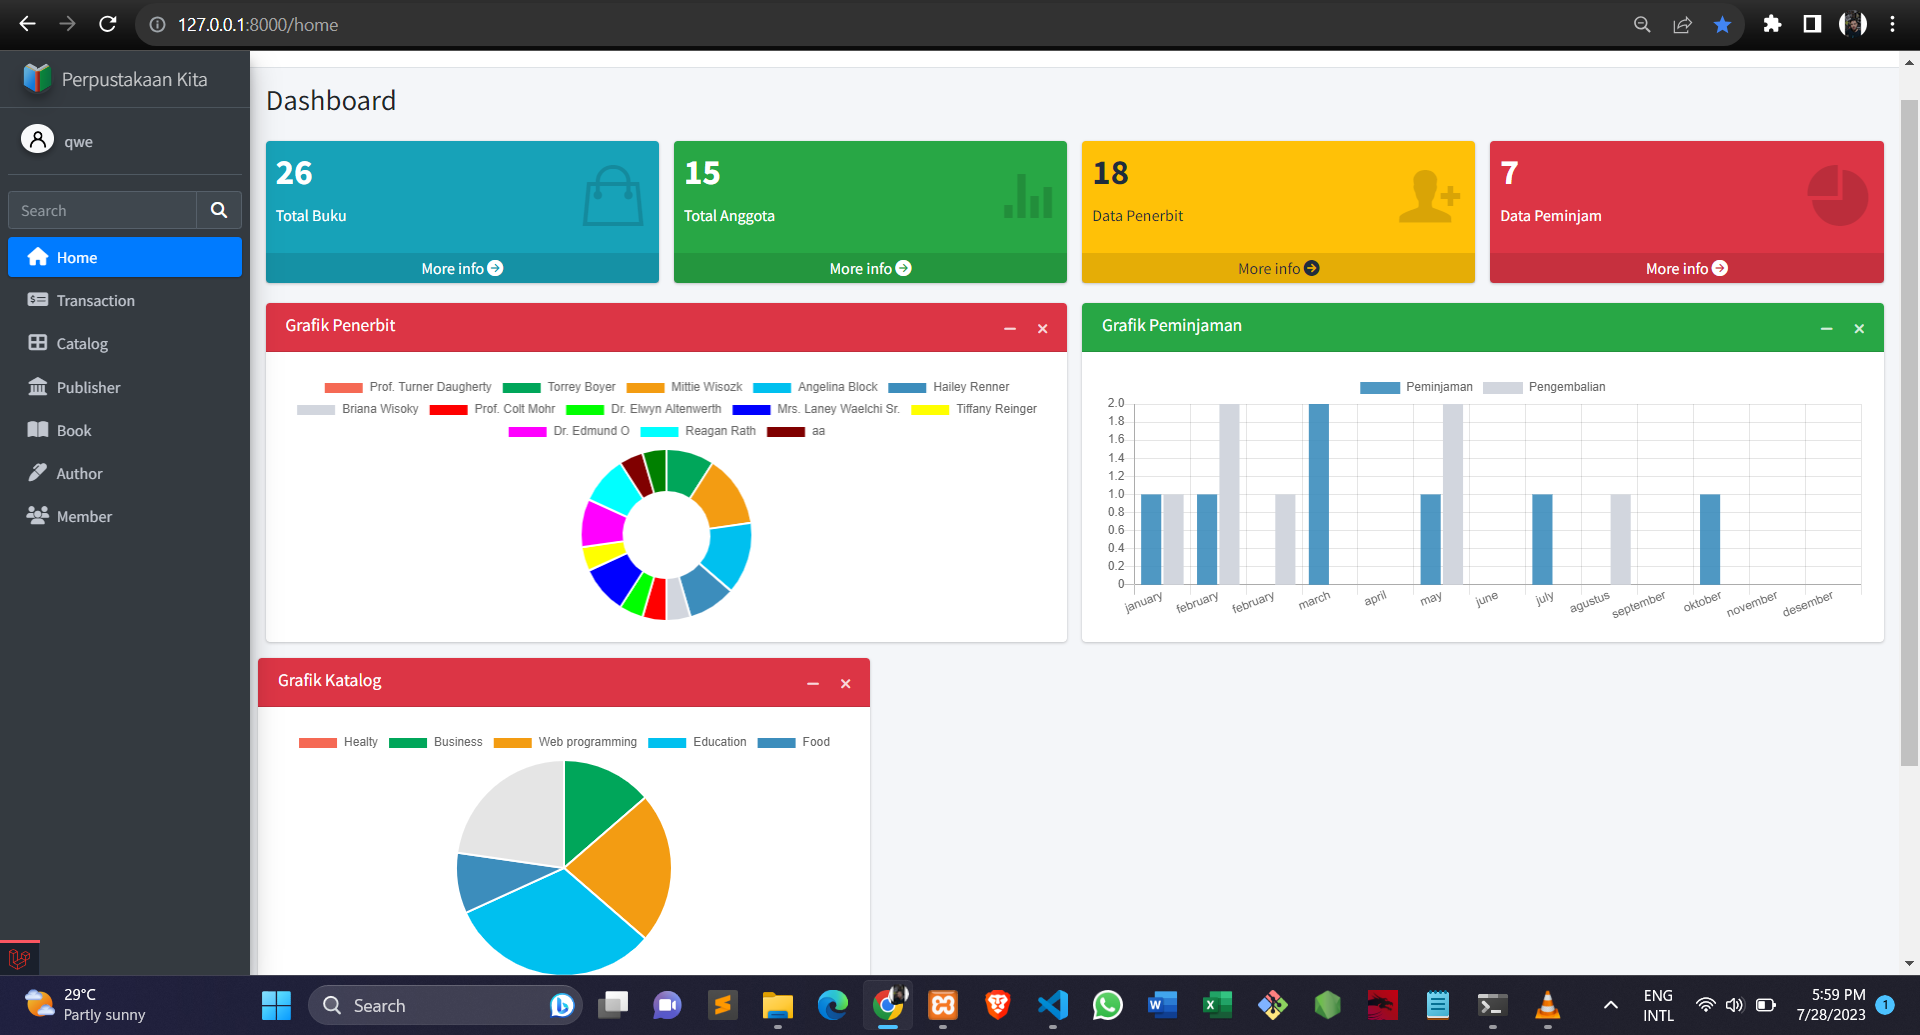 127.0.0.1:8000/home
Perpustakaan Kita
qwe
Search
Home
Transaction
Catalog
Publisher
Book
Author
Member
Dashboard
26
Total Buku
More info
15
Total Anggota
More info
18
Data Penerbit
More info
7
Data Peminjam
More info
Grafik Penerbit
Prof. Turner Daugherty Torrey Boyer Mittie Wisozk Angelina Block Hailey Renner
Briana Wisoky Prof. Colt Mohr Dr. Elwyn Altenwerth Mrs. Laney Waelchi Sr. Tiffany Reinger
Dr. Edmund O Reagan Rath aa
Grafik Peminjaman
Peminjaman Pengembalian
2.0
1.8
1.6
1.4
1.2
1.0
0.8
0.6
0.4
0.2
0
january february february march april may june july agustus september oktober november desember
Grafik Katalog
Healty Business Web programming Education Food
29°C
Partly sunny
Search
ENG
INTL
5:59 PM
7/28/2023
1